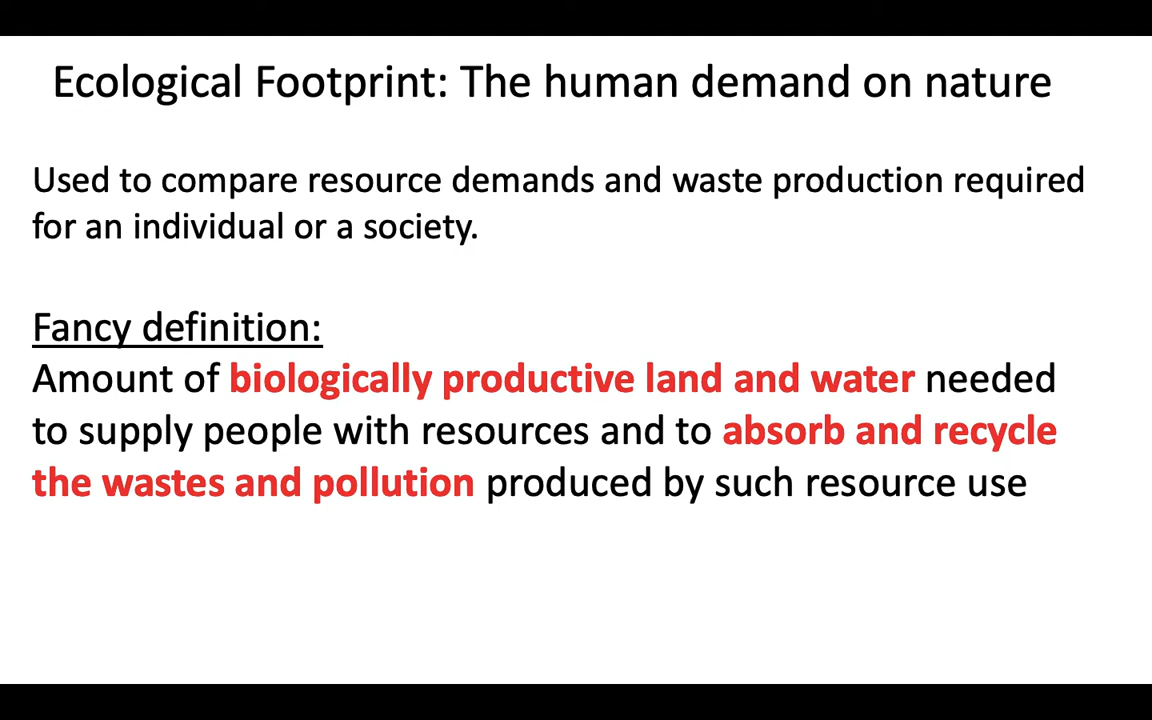 Ecological Footprint: The human demand on nature
Used to compare resource demands and waste production required
for an individual or a society.
Fancy definition:
Amount of biologically productive land and water needed
to supply people with resources and to absorb and recycle
the wastes and pollution produced by such resource use